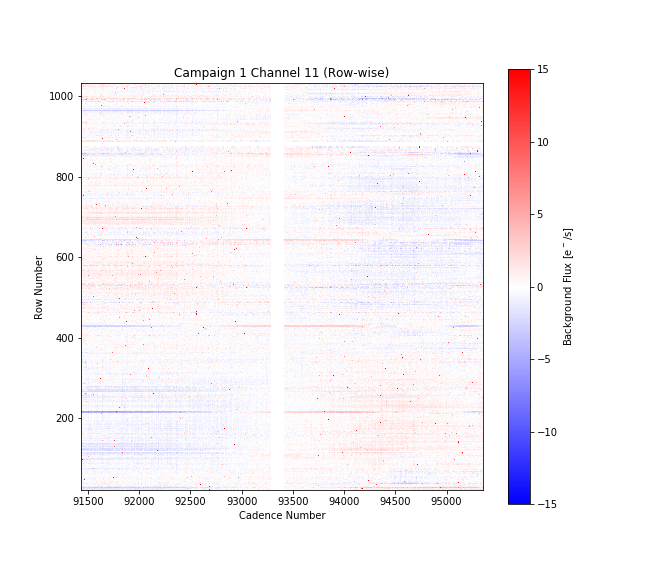 Campaign 1 Channel 11 (Row-wise)
1000
800
600
400
200
Row Number
91500 92000 92500 93000 93500 94000 94500 95000
Cadence Number
15
10
5
0
−5
−10
−15
Background Flux [e⁻/s]